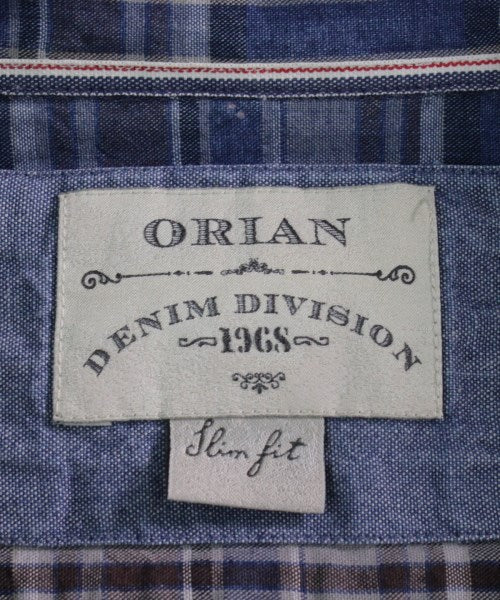 ORIAN
DENIM DIVISION
1968
Slim fit